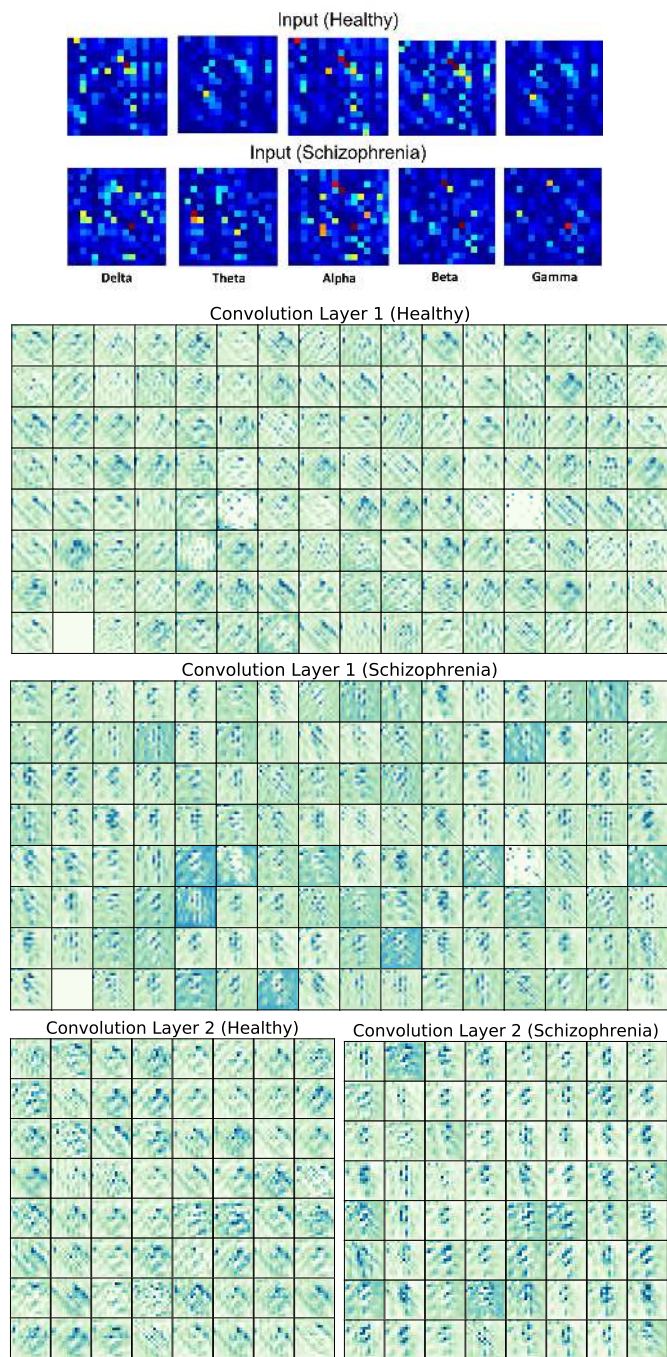 Input (Healthy)
Input (Schizophrenia)
Delta Theta Alpha Beta Gamma
Convolution Layer 1 (Healthy)
Convolution Layer 1 (Schizophrenia)
Convolution Layer 2 (Healthy)
Convolution Layer 2 (Schizophrenia)